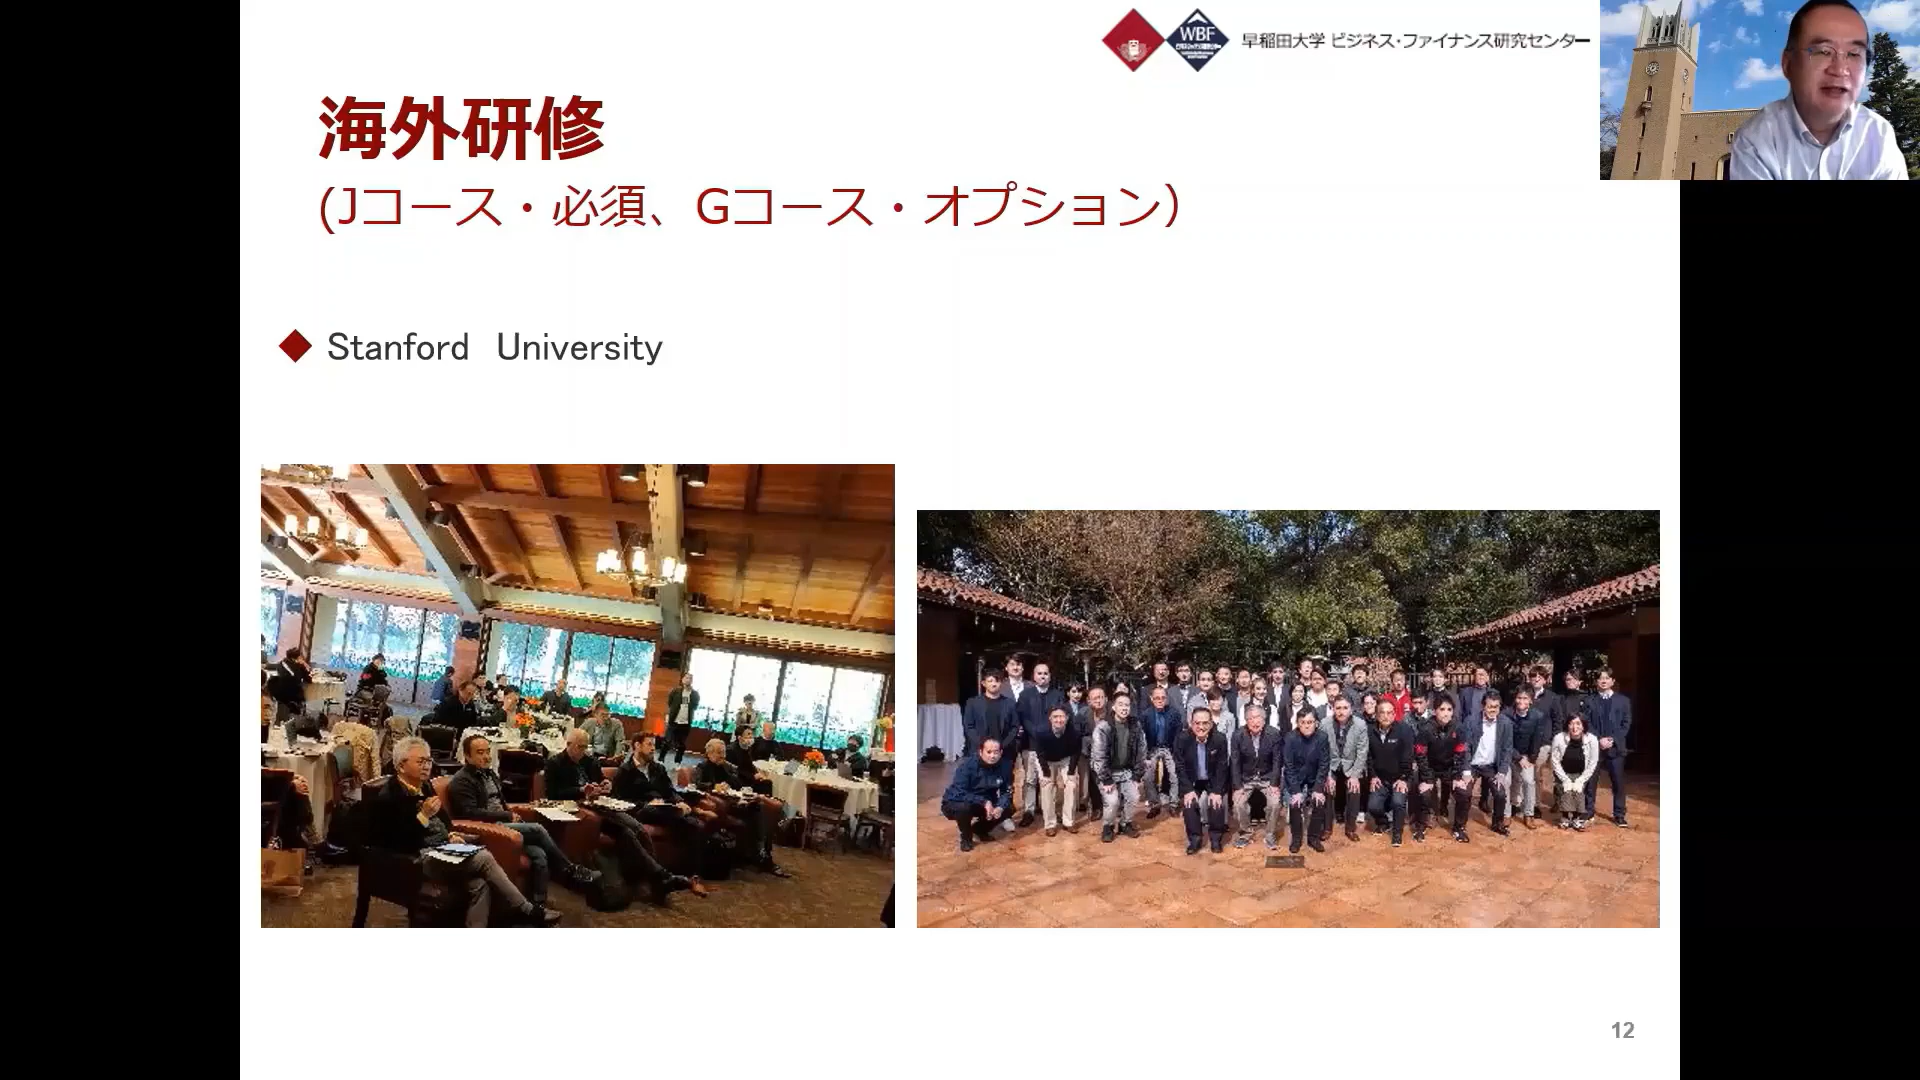 WBF
早稲田大学 ビジネス・ファイナンス研究センター
海外研修
(Jコース・必須、Gコース・オプション）
Stanford　University
12